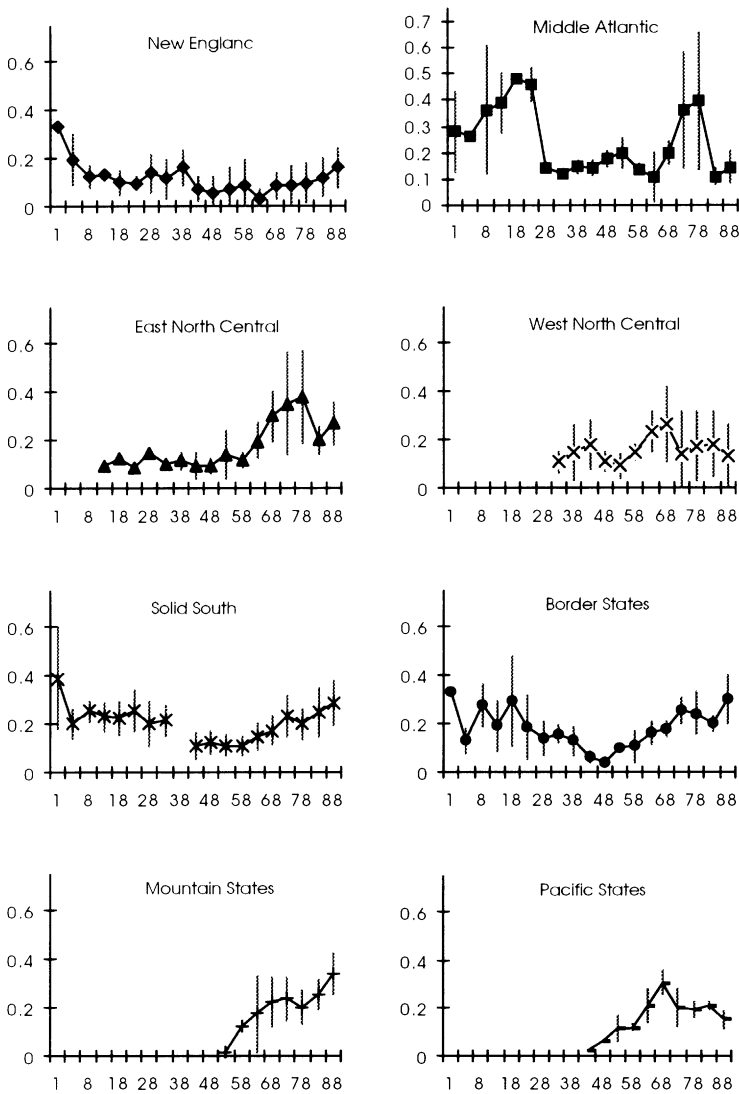 New Englanc
0.6
0.4
0.2
0
1 8 18 28 38 48 58 68 78 88
Middle Atlantic
0.7
0.6
0.5
0.4
0.3
0.2
0.1
0
1 8 18 28 38 48 58 68 78 88
East North Central
0.6
0.4
0.2
0
1 8 18 28 38 48 58 68 78 88
West North Central
0.6
0.4
0.2
0
1 8 18 28 38 48 58 68 78 88
Solid South
0.6
0.4
0.2
0
1 8 18 28 38 48 58 68 78 88
Border States
0.6
0.4
0.2
0
1 8 18 28 38 48 58 68 78 88
Mountain States
0.6
0.4
0.2
0
1 8 18 28 38 48 58 68 78 88
Pacific States
0.6
0.4
0.2
0
1 8 18 28 38 48 58 68 78 88